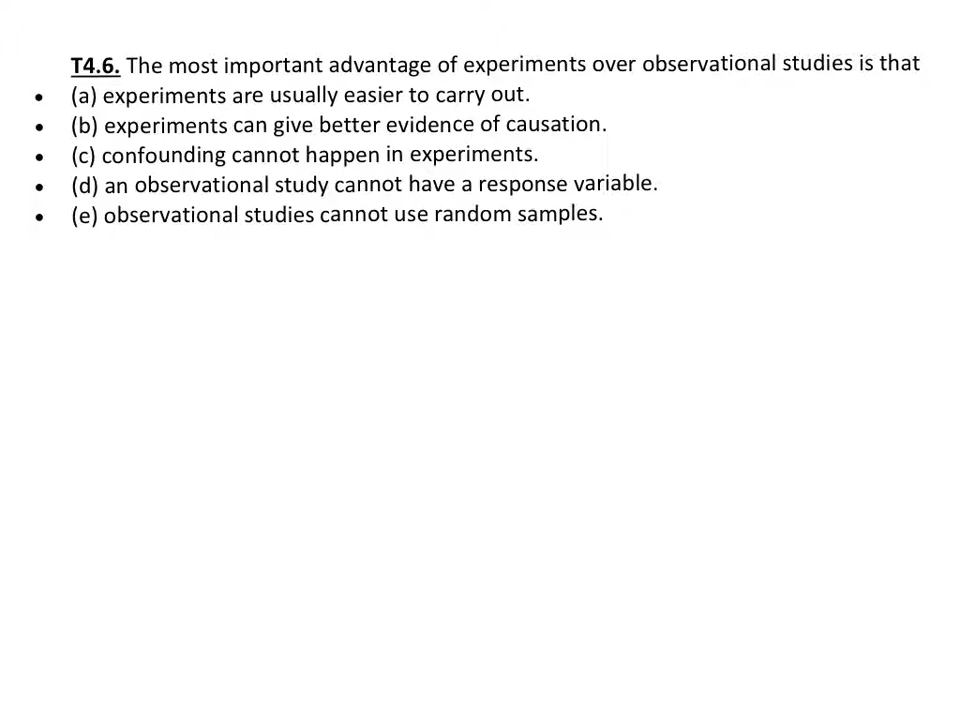 T4.6. The most important advantage of experiments over observational studies is that
• (a) experiments are usually easier to carry out.
• (b) experiments can give better evidence of causation.
• (c) confounding cannot happen in experiments.
• (d) an observational study cannot have a response variable.
• (e) observational studies cannot use random samples.